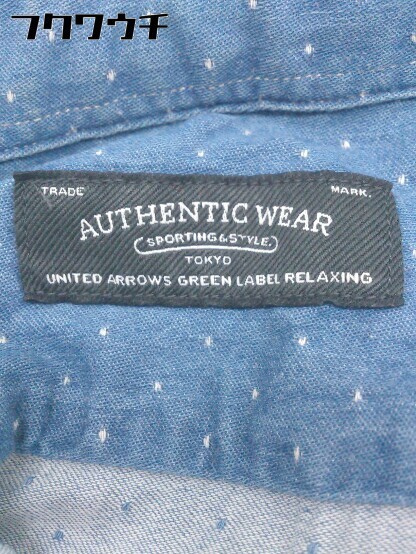 フクワウチ
TRADE MARK.
AUTHENTIC WEAR
SPORTING & STYLE.
TOKYO
UNITED ARROWS GREEN LABEL RELAXING